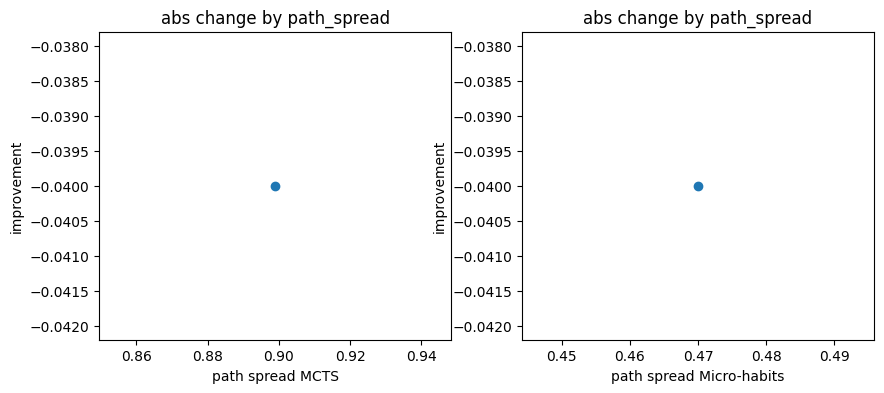 abs change by path_spread
−0.0380
−0.0385
−0.0390
−0.0395
−0.0400
−0.0405
−0.0410
−0.0415
−0.0420
improvement
0.86 0.88 0.90 0.92 0.94
path spread MCTS
abs change by path_spread
−0.0380
−0.0385
−0.0390
−0.0395
−0.0400
−0.0405
−0.0410
−0.0415
−0.0420
improvement
0.45 0.46 0.47 0.48 0.49
path spread Micro-habits